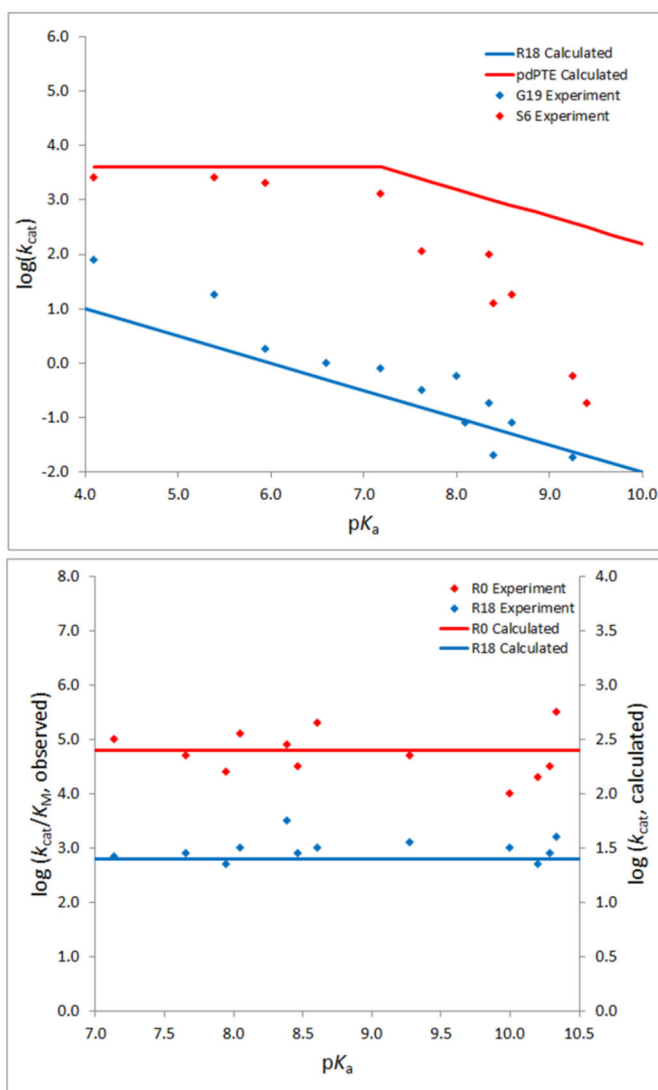 6.0
5.0
4.0
3.0
2.0
1.0
0.0
-1.0
-2.0
log(kcat)
R18 Calculated
pdPTE Calculated
G19 Experiment
S6 Experiment
4.0 5.0 6.0 7.0 8.0 9.0 10.0
pKa
8.0
7.0
6.0
5.0
4.0
3.0
2.0
1.0
0.0
log (kcat/KM, observed)
R0 Experiment
R18 Experiment
R0 Calculated
R18 Calculated
4.0
3.5
3.0
2.5
2.0
1.5
1.0
0.5
0.0
log (kcat, calculated)
7.0 7.5 8.0 8.5 9.0 9.5 10.0 10.5
pKa